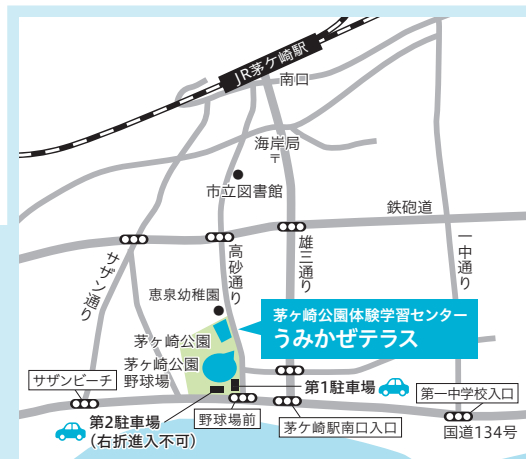 JR茅ケ崎駅
南口
海岸局
〒
市立図書館
鉄砲道
サザン通り
高砂通り
雄三通り
一中通り
恵泉幼稚園
茅ヶ崎公園体験学習センター
うみかぜテラス
茅ヶ崎公園
茅ヶ崎公園
野球場
サザンビーチ
第1駐車場
第一中学校入口
野球場前
茅ケ崎駅南口入口
第2駐車場
(右折進入不可)
国道134号